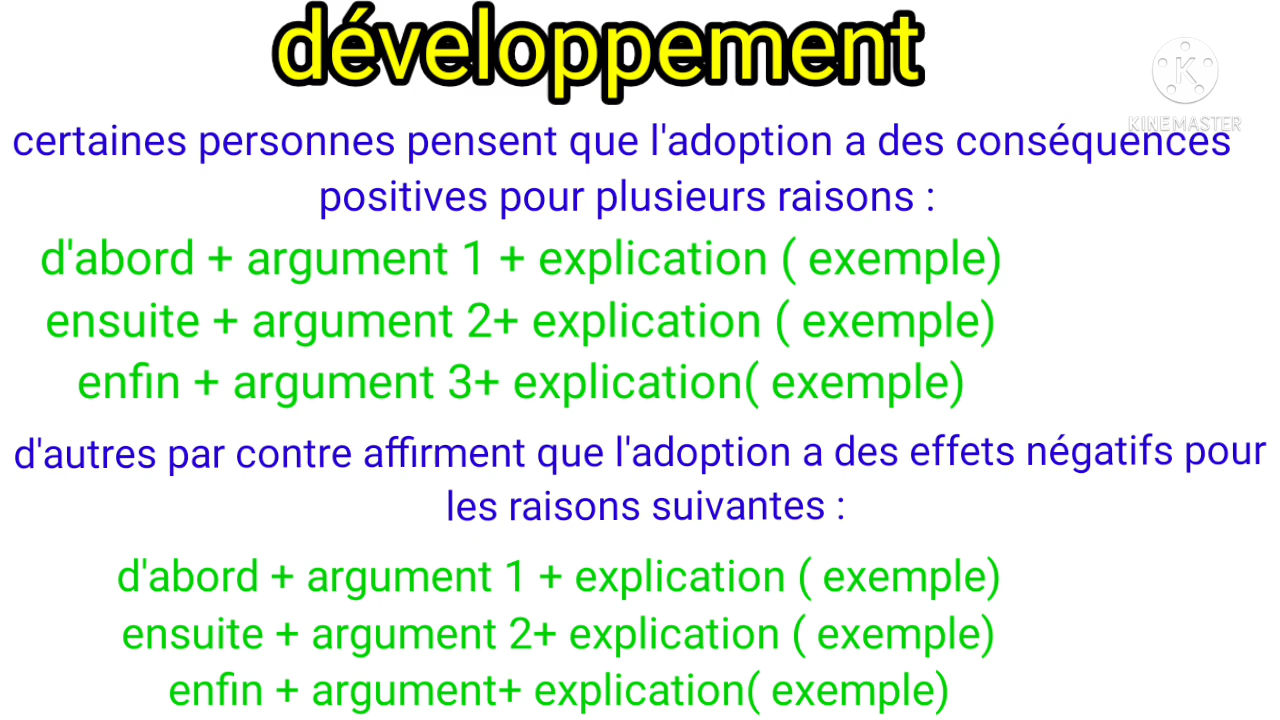 développement
KINEMASTER
certaines personnes pensent que l'adoption a des conséquences
positives pour plusieurs raisons :
d'abord + argument 1 + explication ( exemple)
ensuite + argument 2+ explication ( exemple)
enfin + argument 3+ explication( exemple)
d'autres par contre affirment que l'adoption a des effets négatifs pour
les raisons suivantes :
d'abord + argument 1 + explication ( exemple)
ensuite + argument 2+ explication ( exemple)
enfin + argument+ explication( exemple)